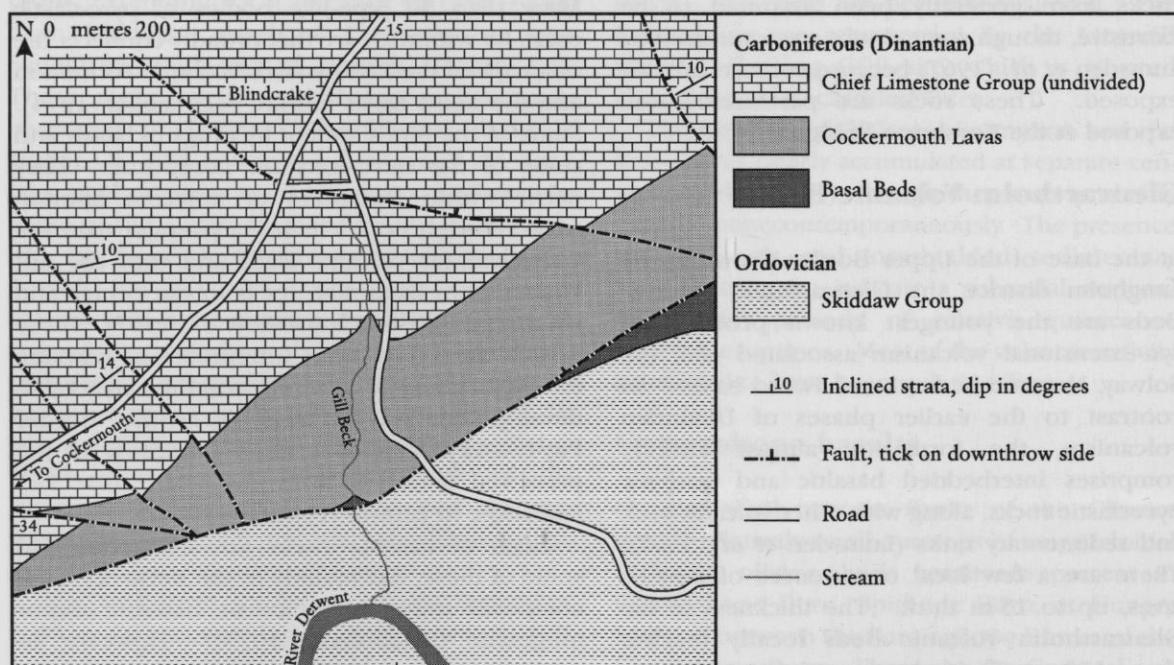 N 0 metres 200
15
10
Blindcrake
10
14
To Cockermouth
34
Gill Beck
River Derwent
Carboniferous (Dinantian)
Chief Limestone Group (undivided)
Cockermouth Lavas
Basal Beds
Ordovician
Skiddaw Group
10 Inclined strata, dip in degrees
Fault, tick on downthrow side
Road
Stream